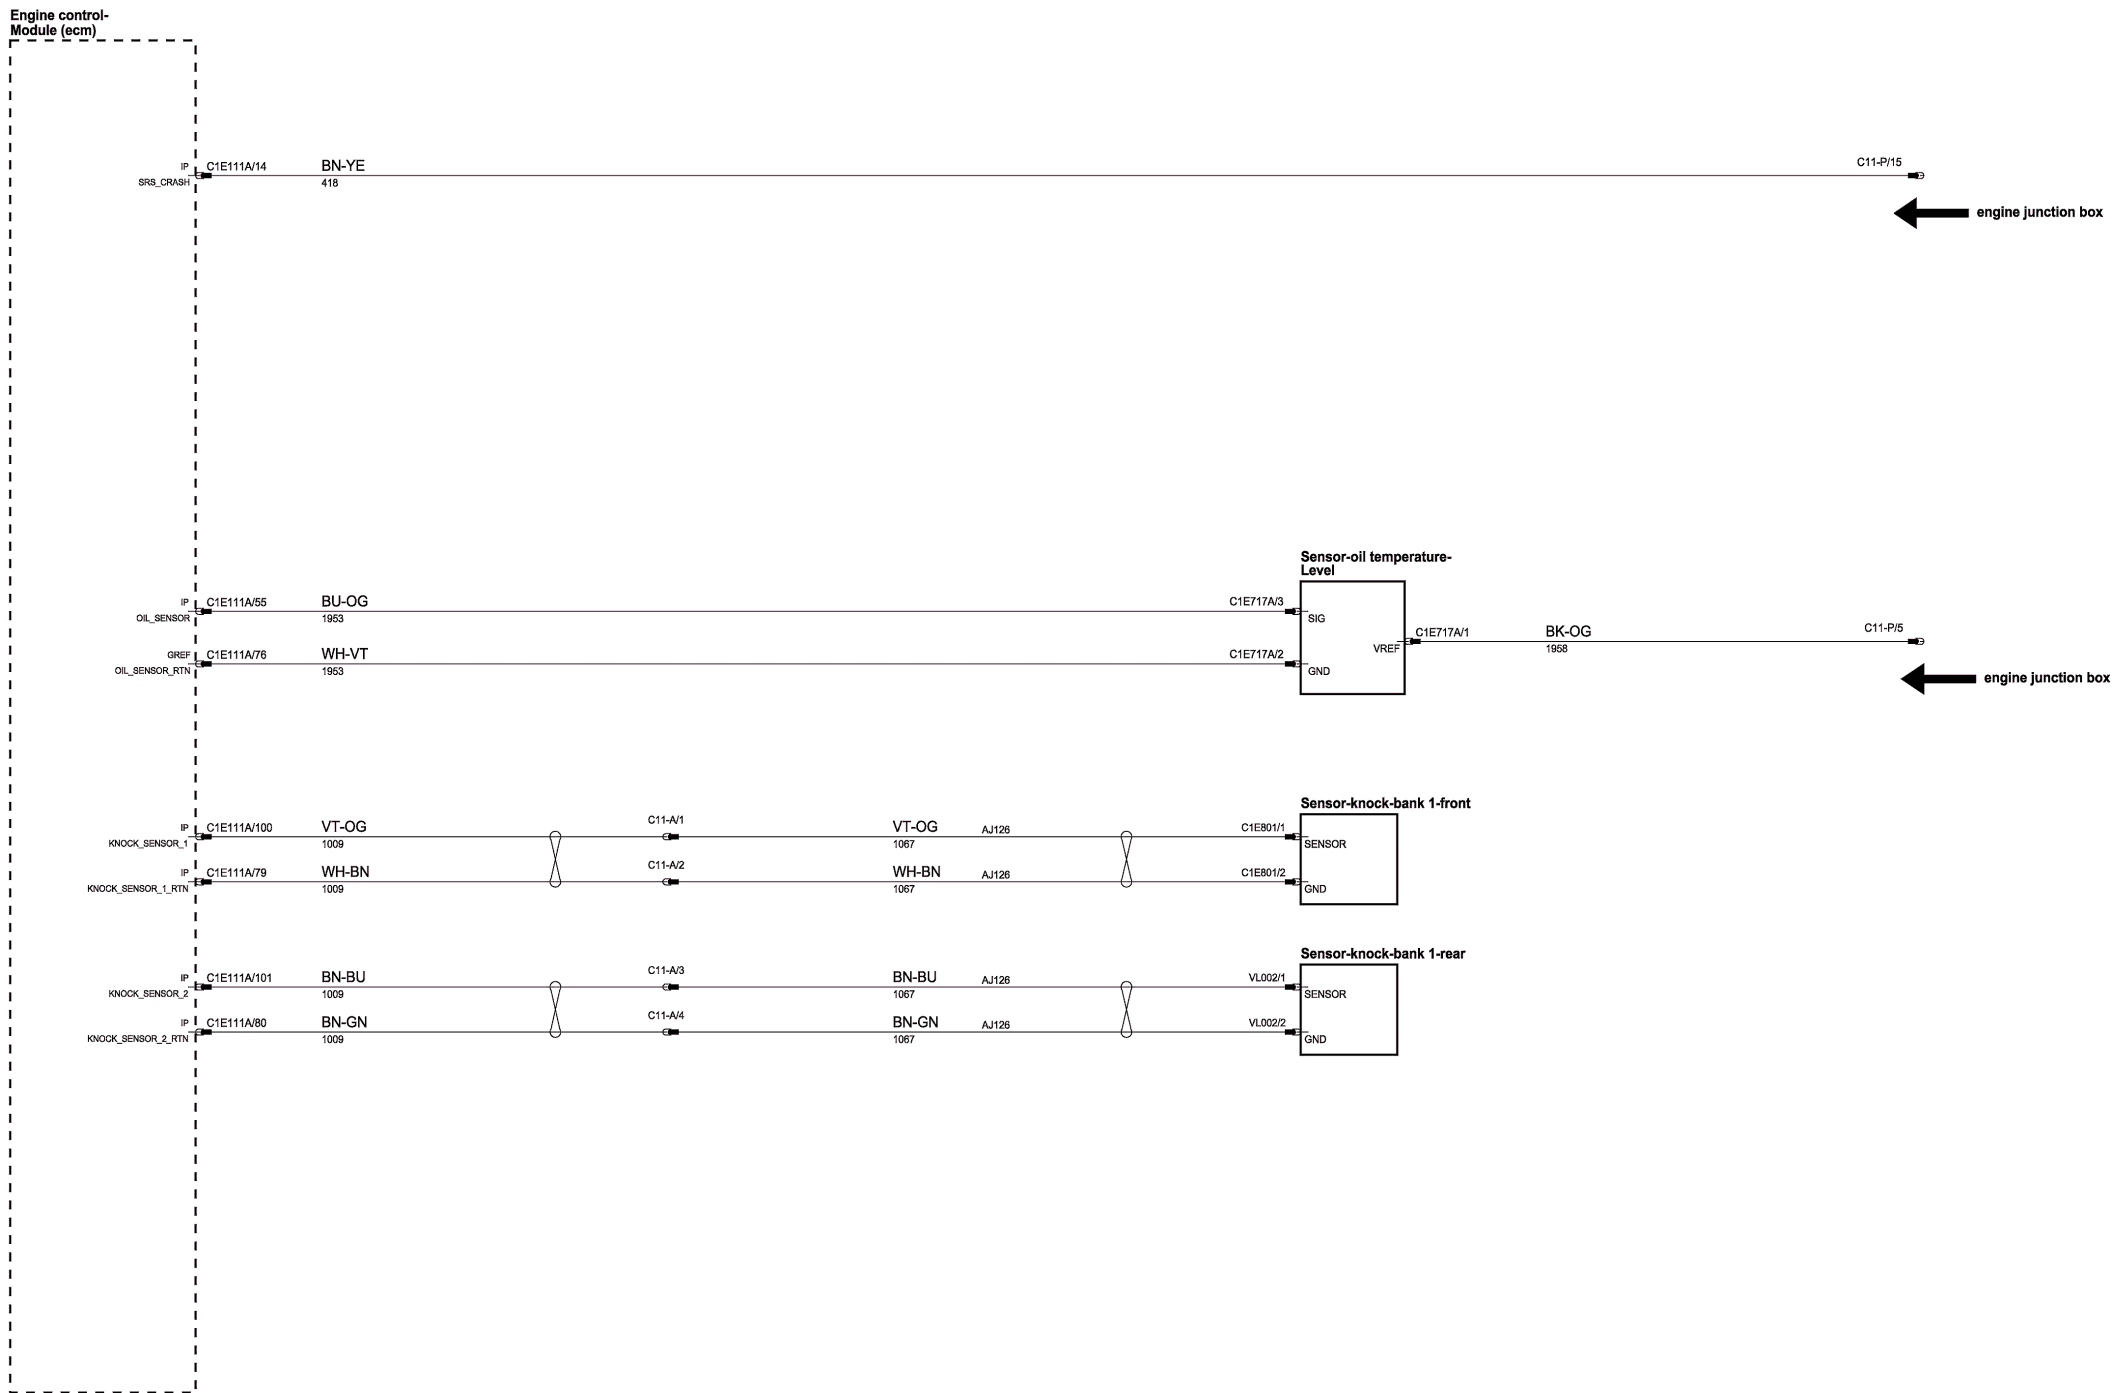 Engine control-
Module (ecm)
IP C1E111A/14 BN-YE C11-P/15
SRS_CRASH 418
engine junction box
Sensor-oil temperature-
Level
IP C1E111A/55 BU-OG C1E717A/3
OIL_SENSOR 1953 SIG
C1E717A/1 BK-OG C11-P/5
VREF 1958
GREF C1E111A/76 WH-VT C1E717A/2
OIL_SENSOR_RTN 1953 GND
engine junction box
Sensor-knock-bank 1-front
IP C1E111A/100 VT-OG C11-A/1 VT-OG AJ126 C1E801/1
KNOCK_SENSOR_1 1009 1067 SENSOR
IP C1E111A/79 WH-BN C11-A/2 WH-BN AJ126 C1E801/2
KNOCK_SENSOR_1_RTN 1009 1067 GND
Sensor-knock-bank 1-rear
IP C1E111A/101 BN-BU C11-A/3 BN-BU AJ126 VL002/1
KNOCK_SENSOR_2 1009 1067 SENSOR
IP C1E111A/80 BN-GN C11-A/4 BN-GN AJ126 VL002/2
KNOCK_SENSOR_2_RTN 1009 1067 GND